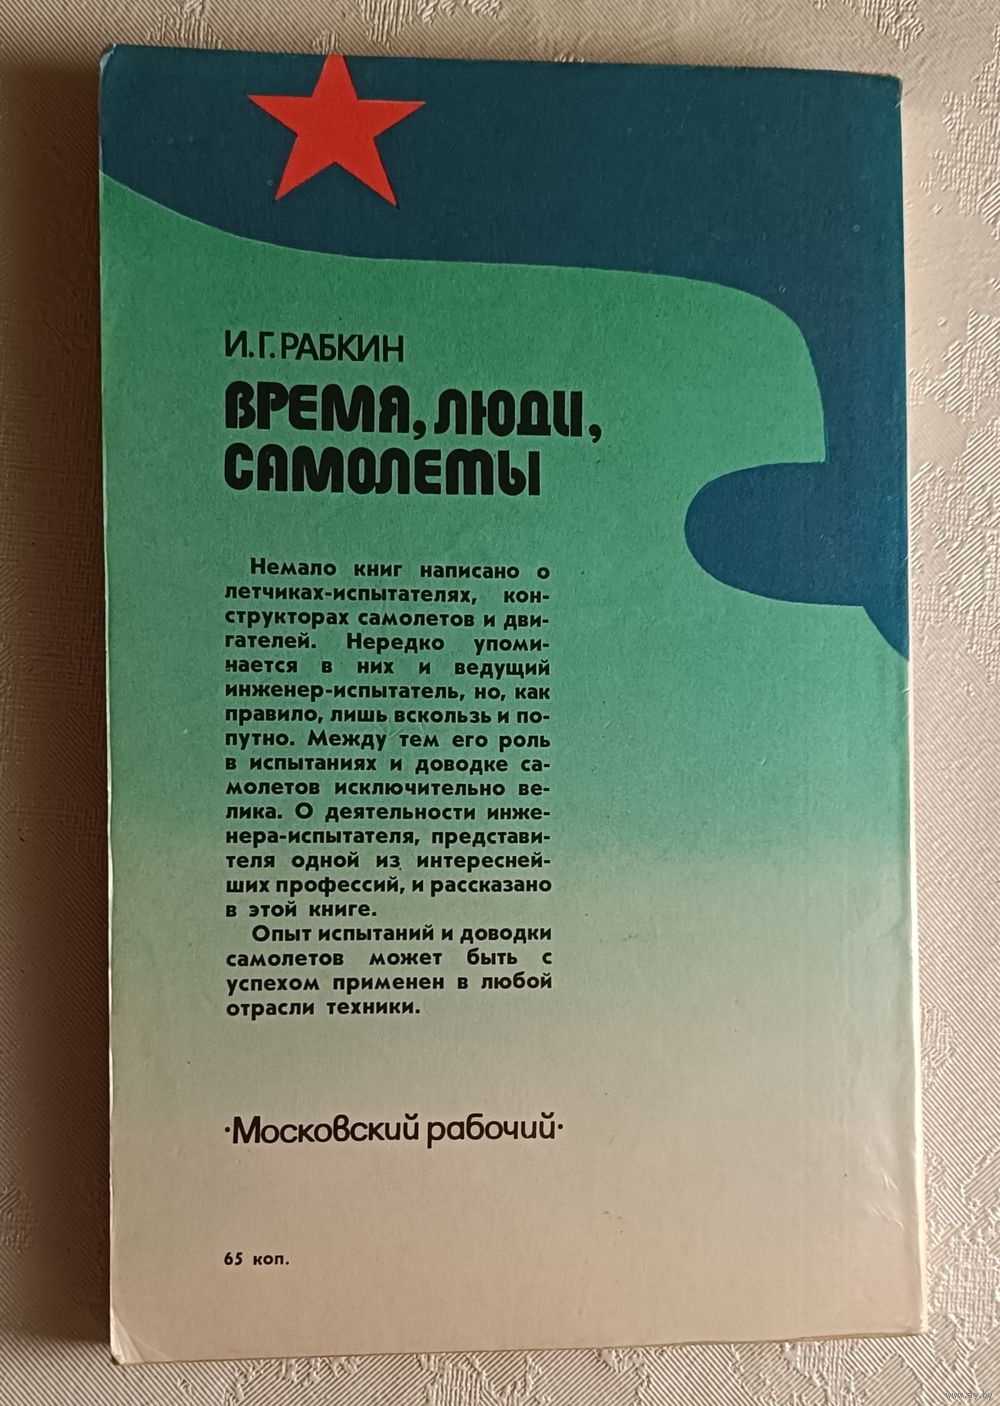 И. Г. РАБКИН
ВРЕМЯ, ЛЮДИ,
САМОЛЕТЫ
Немало книг написано о
летчиках-испытателях, кон-
структорах самолетов и дви-
гателей. Нередко упоми-
нается в них и ведущий
инженер-испытатель, но, как
правило, лишь вскользь и по-
путно. Между тем его роль
в испытаниях и доводке са-
молетов исключительно ве-
лика. О деятельности инже-
нера-испытателя, представи-
теля одной из интересней-
ших профессий, и рассказано
в этой книге.
Опыт испытаний и доводки
самолетов может быть с
успехом применен в любой
отрасли техники.
·Московский рабочий·
65 коп.
www.ay.by